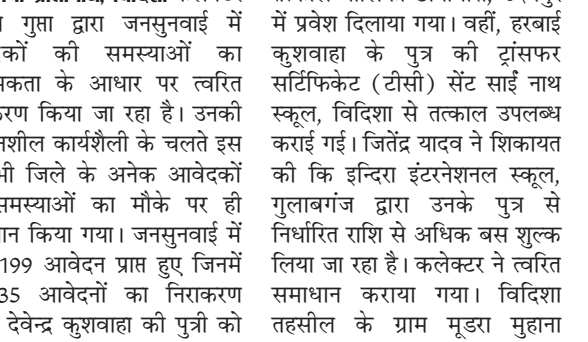 गुप्ता द्वारा जनसुनवाई में
की समस्याओं का
के आधार पर त्वरित
किया जा रहा है। उनकी
कार्यशैली के चलते इस
जिले के अनेक आवेदकों
समस्याओं का मौके पर ही
किया गया। जनसुनवाई में
199 आवेदन प्राप्त हुए जिनमें
35 आवेदनों का निराकरण
देवेन्द्र कुशवाहा की पुत्री को
में प्रवेश दिलाया गया। वहीं, हरबाई
कुशवाहा के पुत्र की ट्रांसफर
सर्टिफिकेट (टीसी) सेंट साईं नाथ
स्कूल, विदिशा से तत्काल उपलब्ध
कराई गई। जितेंद्र यादव ने शिकायत
की कि इन्दिरा इंटरनेशनल स्कूल,
गुलाबगंज द्वारा उनके पुत्र से
निर्धारित राशि से अधिक बस शुल्क
लिया जा रहा है। कलेक्टर ने त्वरित
समाधान कराया गया। विदिशा
तहसील के ग्राम मूडरा मुहाना